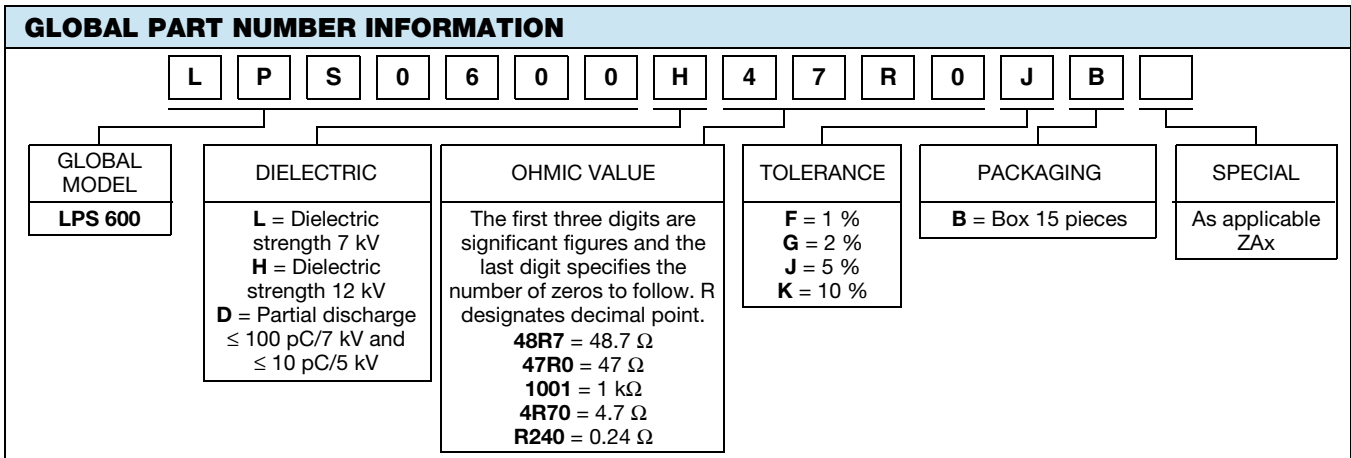 GLOBAL PART NUMBER INFORMATION
L P S 0 6 0 0 H 4 7 R 0 J B
GLOBAL
MODEL
LPS 600
DIELECTRIC
L = Dielectric
strength 7 kV
H = Dielectric
strength 12 kV
D = Partial discharge
≤ 100 pC/7 kV and
≤ 10 pC/5 kV
OHMIC VALUE
The first three digits are
significant figures and the
last digit specifies the
number of zeros to follow. R
designates decimal point.
48R7 = 48.7 Ω
47R0 = 47 Ω
1001 = 1 kΩ
4R70 = 4.7 Ω
R240 = 0.24 Ω
TOLERANCE
F = 1 %
G = 2 %
J = 5 %
K = 10 %
PACKAGING
B = Box 15 pieces
SPECIAL
As applicable
ZAx